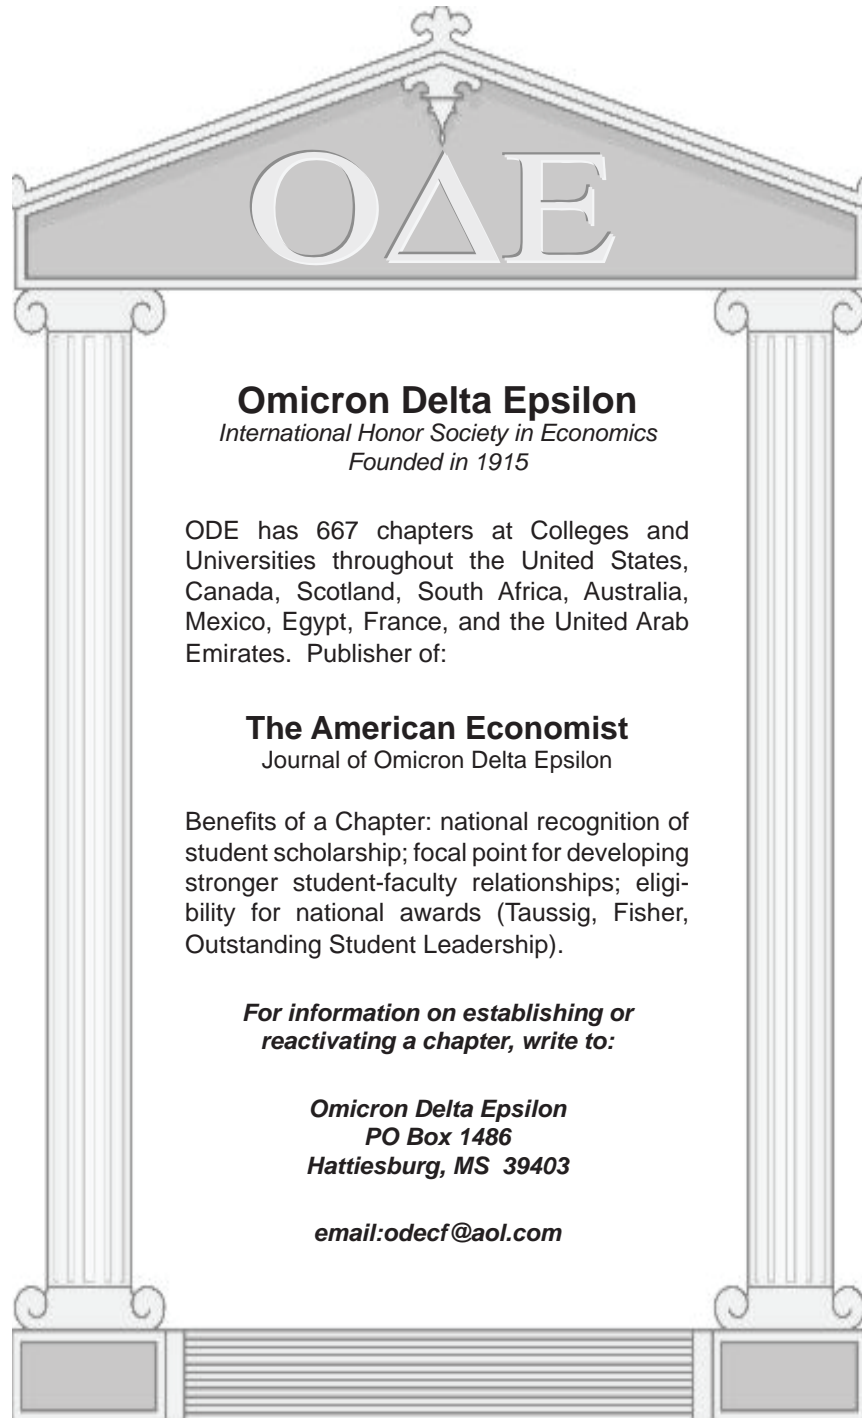 ΟΔΕ
Omicron Delta Epsilon
International Honor Society in Economics
Founded in 1915
ODE has 667 chapters at Colleges and
Universities throughout the United States,
Canada, Scotland, South Africa, Australia,
Mexico, Egypt, France, and the United Arab
Emirates.  Publisher of:
The American Economist
Journal of Omicron Delta Epsilon
Benefits of a Chapter: national recognition of
student scholarship; focal point for developing
stronger student-faculty relationships; eligi-
bility for national awards (Taussig, Fisher,
Outstanding Student Leadership).
For information on establishing or
reactivating a chapter, write to:
Omicron Delta Epsilon
PO Box 1486
Hattiesburg, MS  39403
email:odecf@aol.com